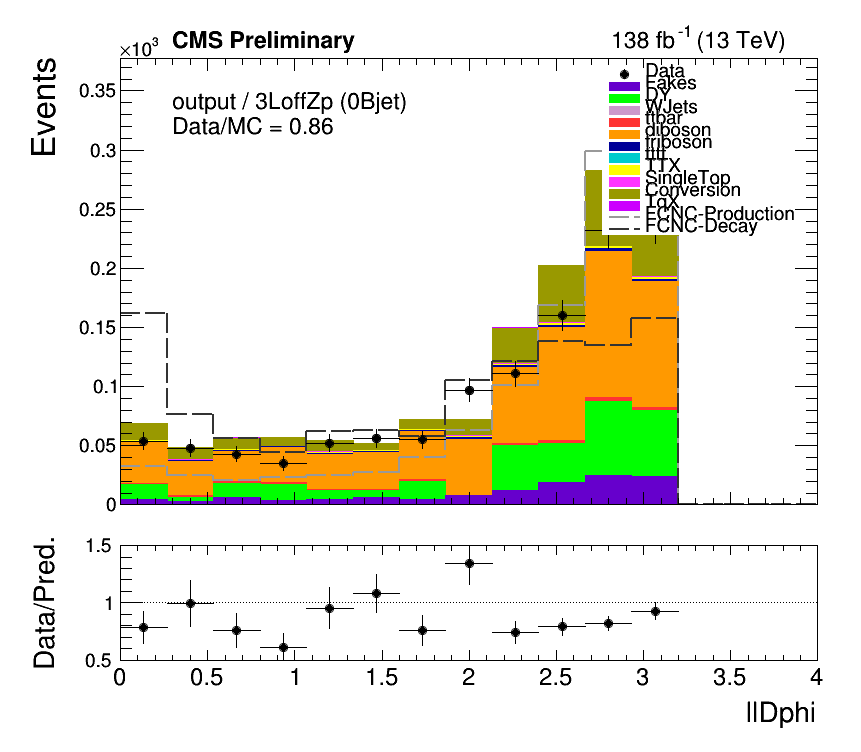 ×10³ CMS Preliminary 138 fb⁻¹ (13 TeV)
Events
output / 3LoffZp (0Bjet)
Data/MC = 0.86
Data
Fakes
DY
WJets
ttbar
diboson
triboson
tttt
TTX
SingleTop
Conversion
TqX
FCNC-Production
FCNC-Decay
0.35
0.3
0.25
0.2
0.15
0.1
0.05
0
Data/Pred.
1.5
1
0.5
0 0.5 1 1.5 2 2.5 3 3.5 4
llDphi